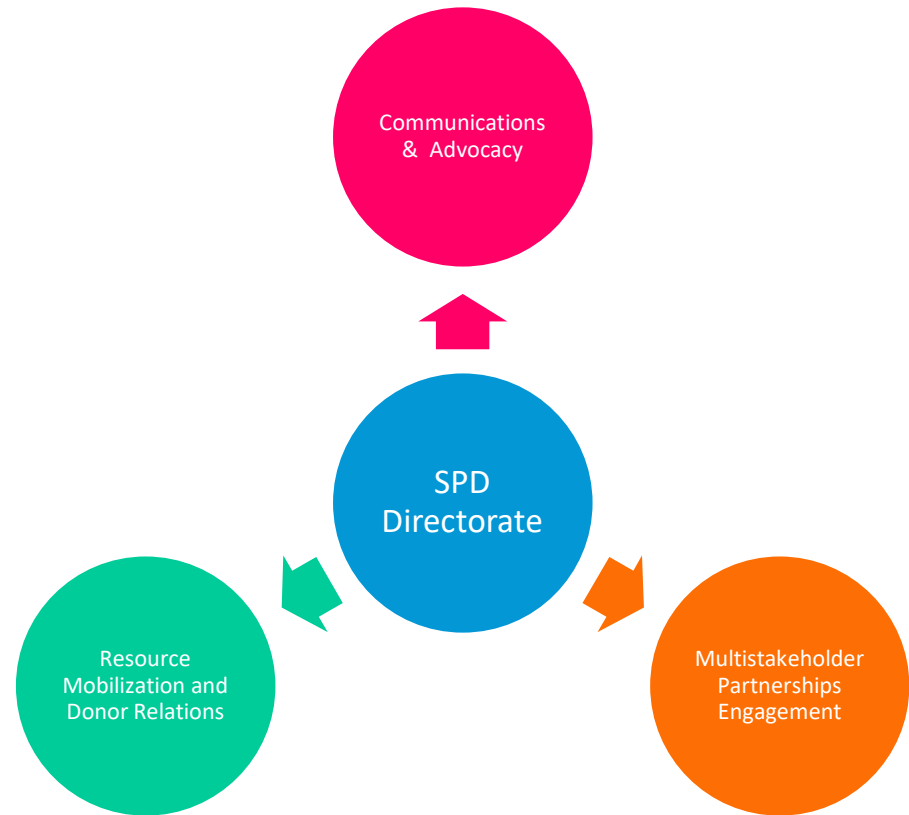 Communications
& Advocacy
SPD
Directorate
Resource
Mobilization and
Donor Relations
Multistakeholder
Partnerships
Engagement